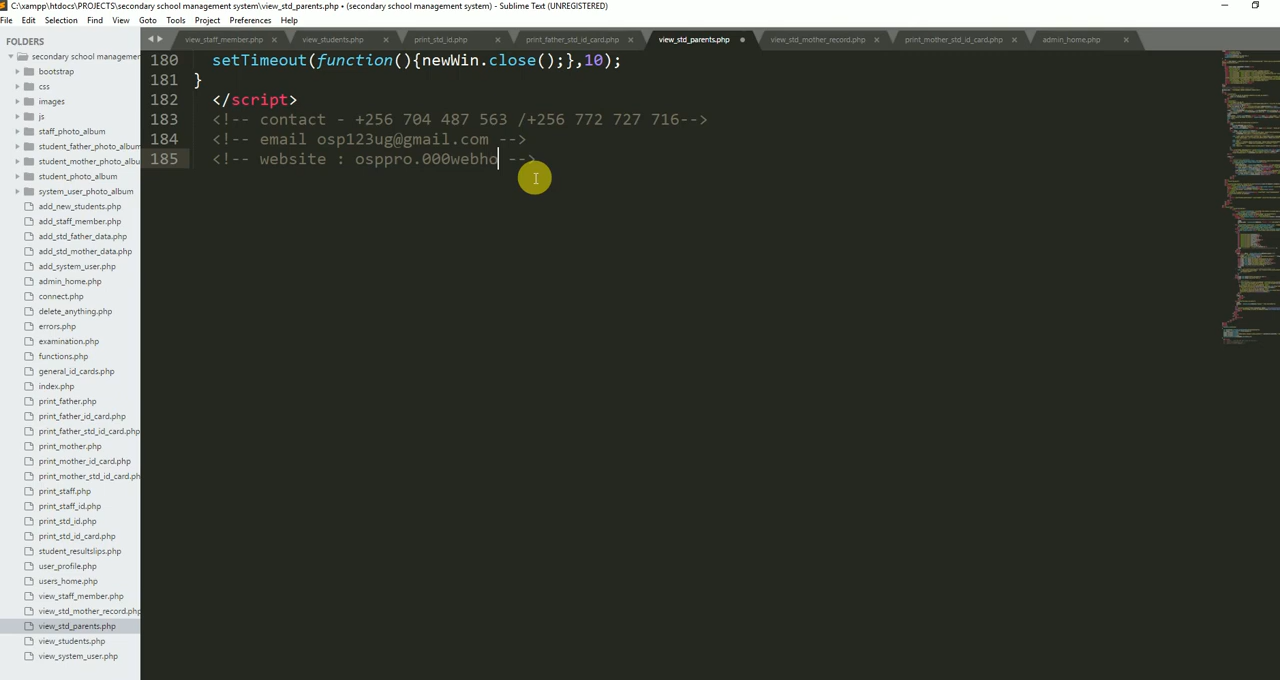 C:\xampp\htdocs\PROJECTS\secondary school management system\view_std_parents.php • (secondary school management system) - Sublime Text (UNREGISTERED)
File Edit Selection Find View Goto Tools Project Preferences Help
FOLDERS
view_staff_member.php × view_students.php × print_std_id.php × print_father_std_id_card.php × view_std_parents.php view_std_mother_record.php × print_mother_std_id_card.php × admin_home.php ×
secondary school managemer
bootstrap
css
images
js
staff_photo_album
student_father_photo_album
student_mother_photo_albu
student_photo_album
system_user_photo_album
add_new_students.php
add_staff_member.php
add_std_father_data.php
add_std_mother_data.php
add_system_user.php
admin_home.php
connect.php
delete_anything.php
errors.php
examination.php
functions.php
general_id_cards.php
index.php
print_father.php
print_father_id_card.php
print_father_std_id_card.php
print_mother.php
print_mother_id_card.php
print_mother_std_id_card.ph
print_staff.php
print_staff_id.php
print_std_id.php
print_std_id_card.php
student_resultslips.php
user_profile.php
users_home.php
view_staff_member.php
view_std_mother_record.php
view_std_parents.php
view_students.php
view_system_user.php
180 setTimeout(function(){newWin.close();},10);
181 }
182 </script>
183 <!-- contact - +256 704 487 563 /+256 772 727 716-->
184 <!-- email osp123ug@gmail.com -->
185 <!-- website : osppro.000webho -->